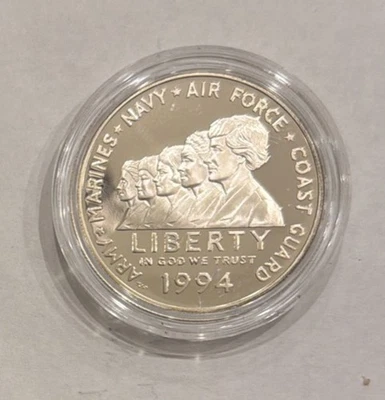 ARMY★MARINES★NAVY★AIR FORCE★COAST GUARD
LIBERTY
IN GOD WE TRUST
1994